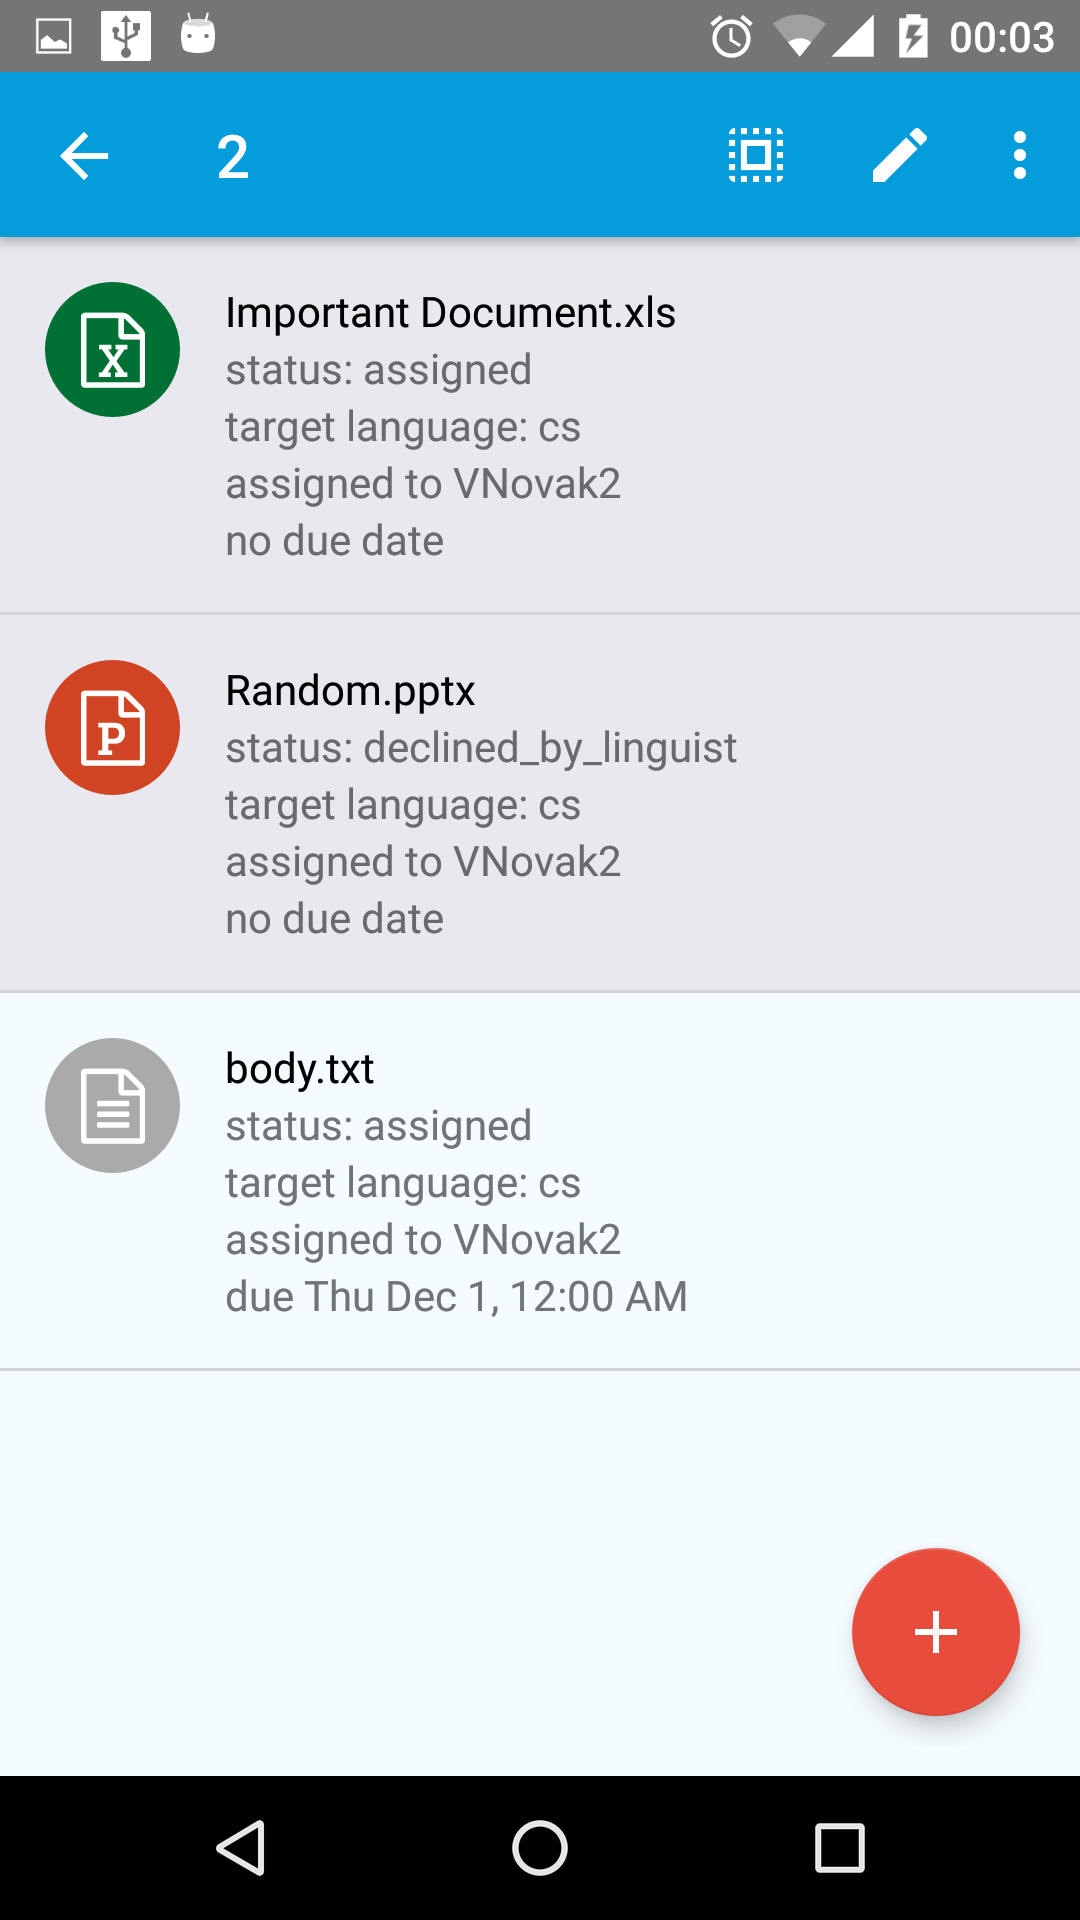 00:03
2
Important Document.xls
status: assigned
target language: cs
assigned to VNovak2
no due date
Random.pptx
status: declined_by_linguist
target language: cs
assigned to VNovak2
no due date
body.txt
status: assigned
target language: cs
assigned to VNovak2
due Thu Dec 1, 12:00 AM